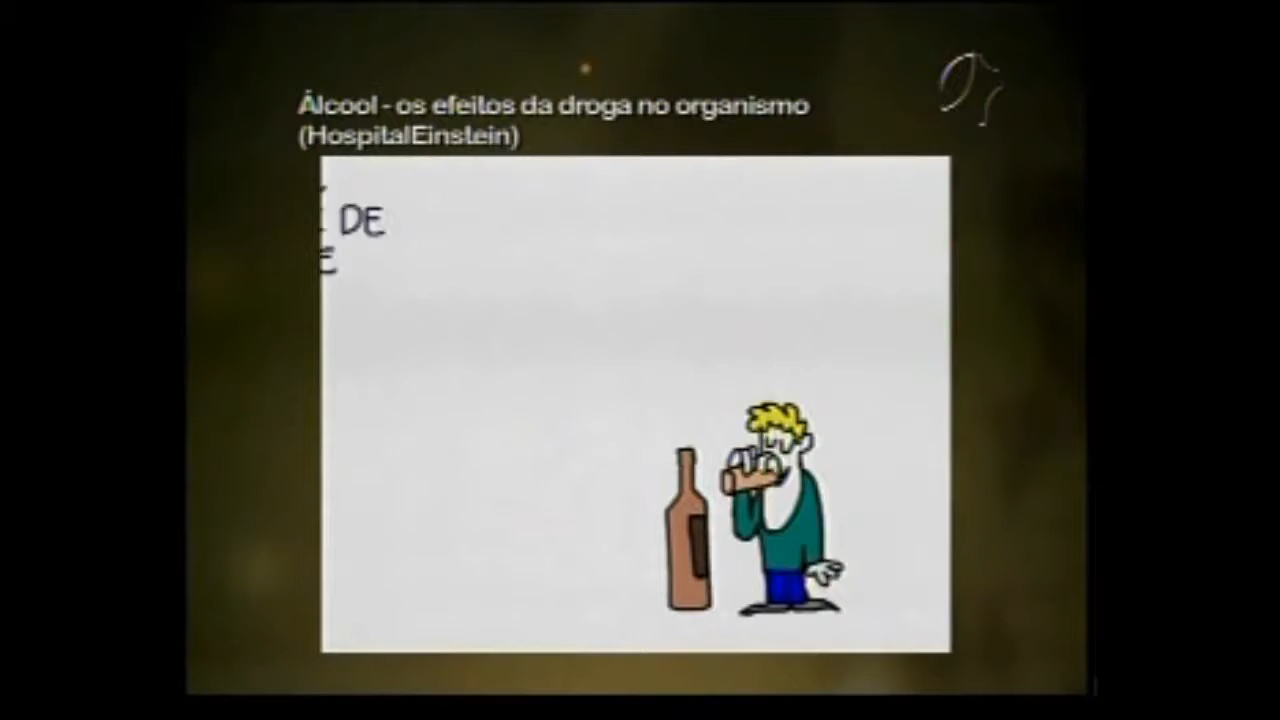 Álcool - os efeitos da droga no organismo
(HospitalEinstein)
DE